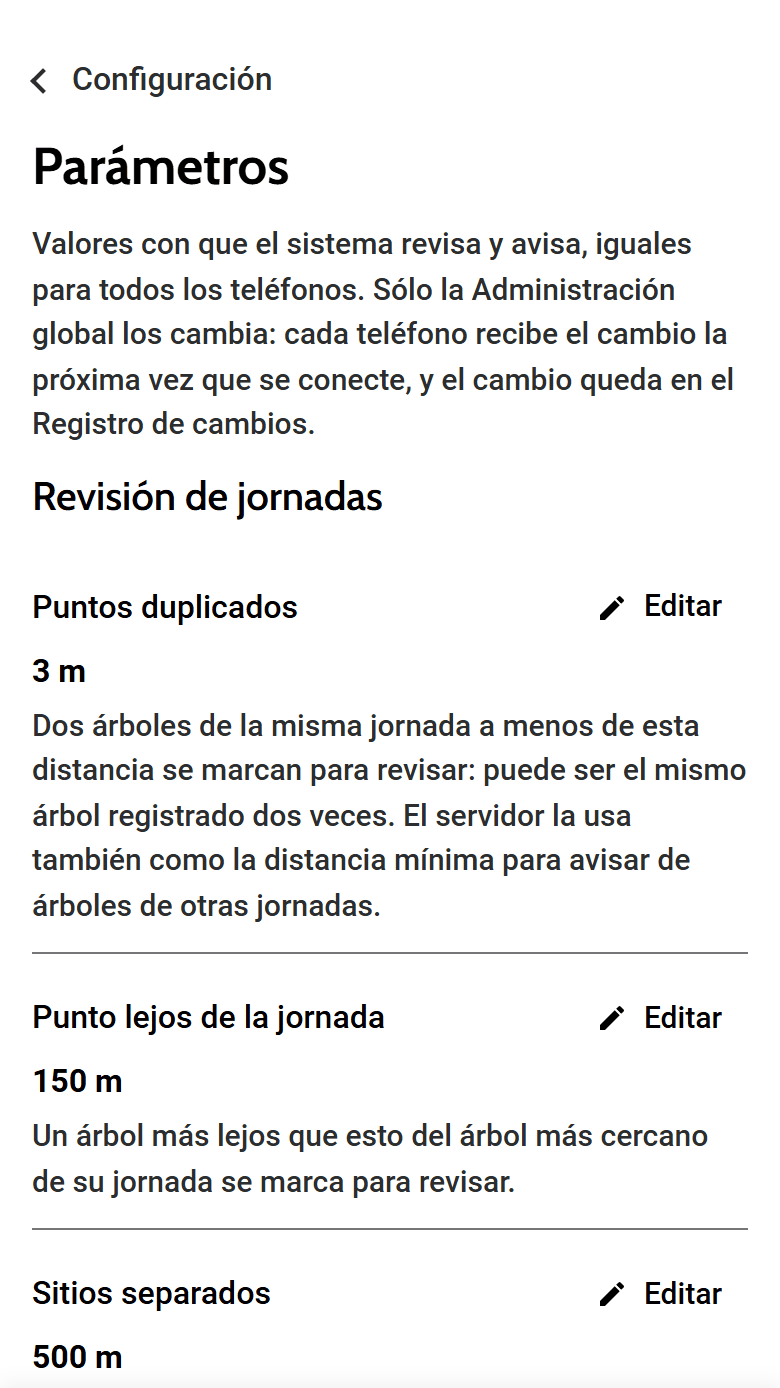 Configuración
Parámetros
Valores con que el sistema revisa y avisa, iguales
para todos los teléfonos. Sólo la Administración
global los cambia: cada teléfono recibe el cambio la
próxima vez que se conecte, y el cambio queda en el
Registro de cambios.
Revisión de jornadas
Puntos duplicados
Editar
3 m
Dos árboles de la misma jornada a menos de esta
distancia se marcan para revisar: puede ser el mismo
árbol registrado dos veces. El servidor la usa
también como la distancia mínima para avisar de
árboles de otras jornadas.
Punto lejos de la jornada
Editar
150 m
Un árbol más lejos que esto del árbol más cercano
de su jornada se marca para revisar.
Sitios separados
Editar
500 m